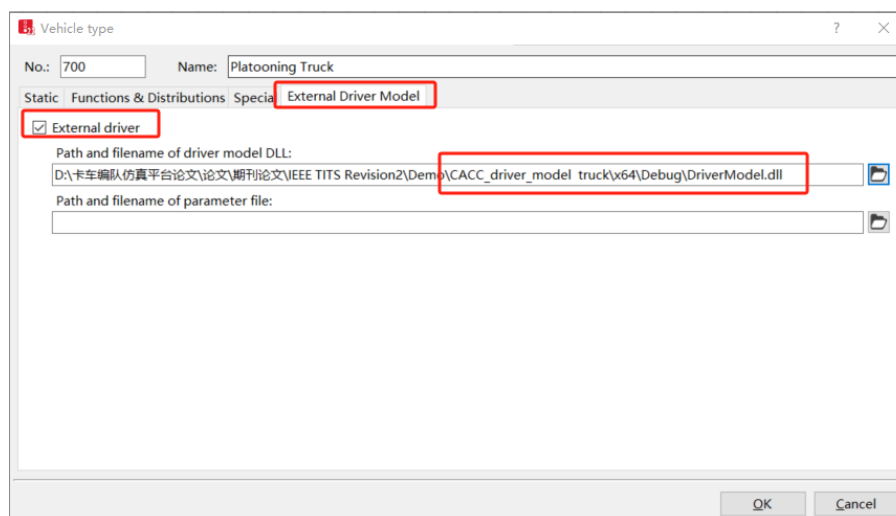 Vehicle type ?
No.: 700 Name: Platooning Truck
Static Functions & Distributions Specia External Driver Model
External driver
Path and filename of driver model DLL:
D:\卡车编队仿真平台论文\论文\期刊论文\IEEE TITS Revision2\Demo\CACC_driver_model truck\x64\Debug\DriverModel.dll
Path and filename of parameter file:
OK Cancel